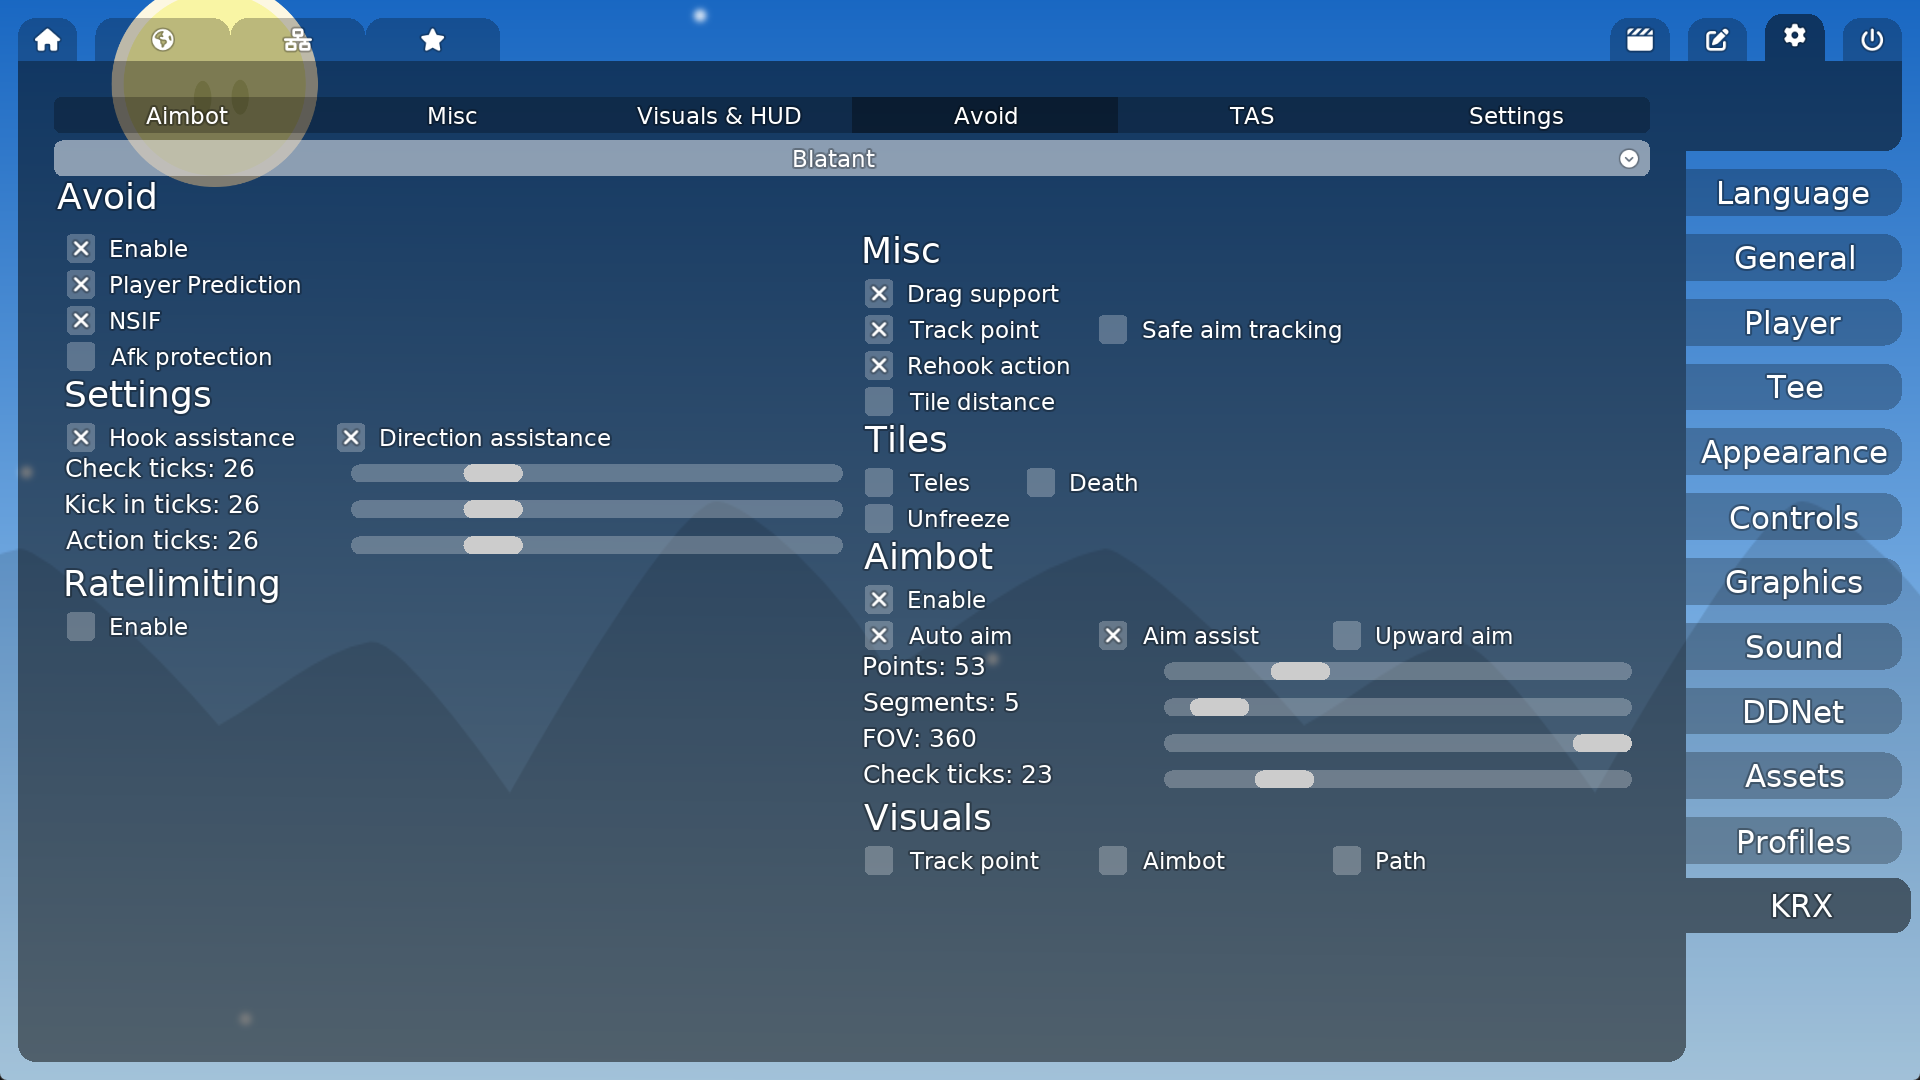 Aimbot Misc Visuals & HUD Avoid TAS Settings
Blatant
Avoid
Enable
Player Prediction
NSIF
Afk protection
Settings
Hook assistance Direction assistance
Check ticks: 26
Kick in ticks: 26
Action ticks: 26
Ratelimiting
Enable
Misc
Drag support
Track point Safe aim tracking
Rehook action
Tile distance
Tiles
Teles Death
Unfreeze
Aimbot
Enable
Auto aim Aim assist Upward aim
Points: 53
Segments: 5
FOV: 360
Check ticks: 23
Visuals
Track point Aimbot Path
Language
General
Player
Tee
Appearance
Controls
Graphics
Sound
DDNet
Assets
Profiles
KRX